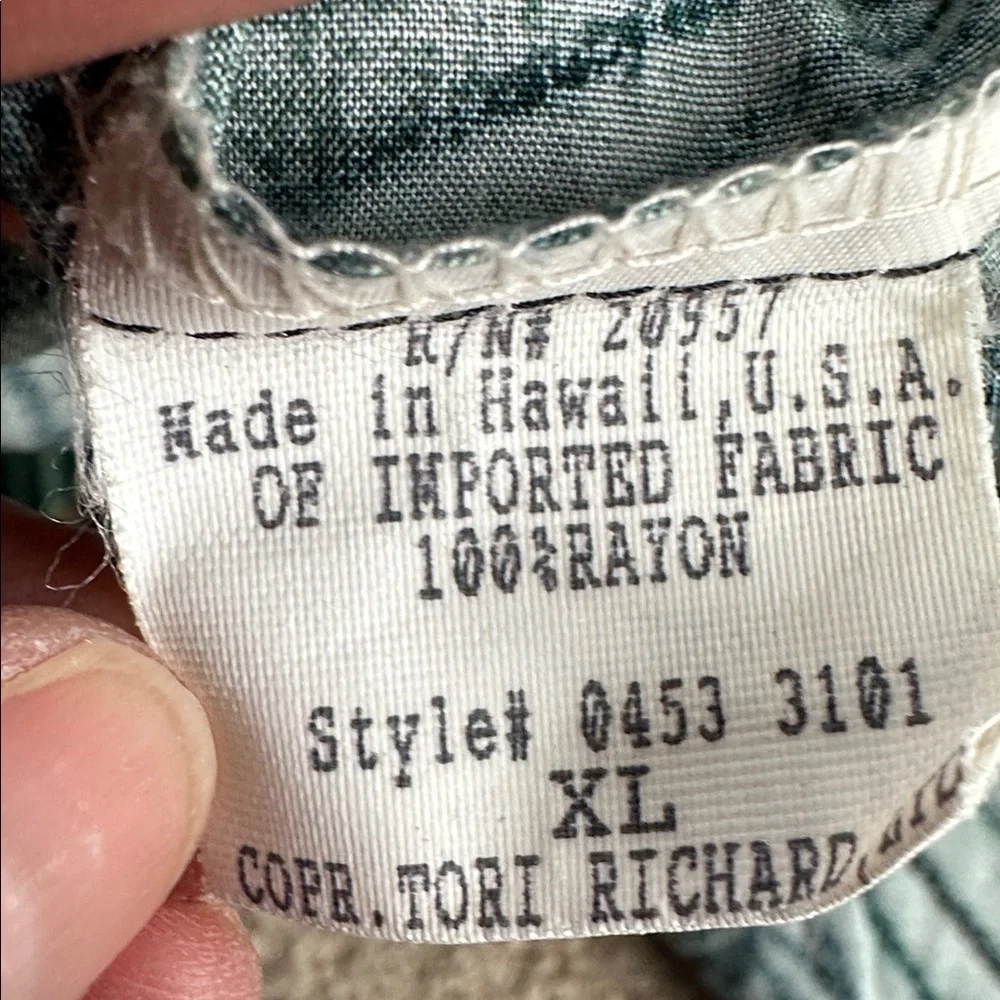 R/N# 20957
Made in Hawaii,U.S.A.
OF IMPORTED FABRIC
100%RAYON
Style# 0453 3101
XL
COPR.TORI RICHARD,